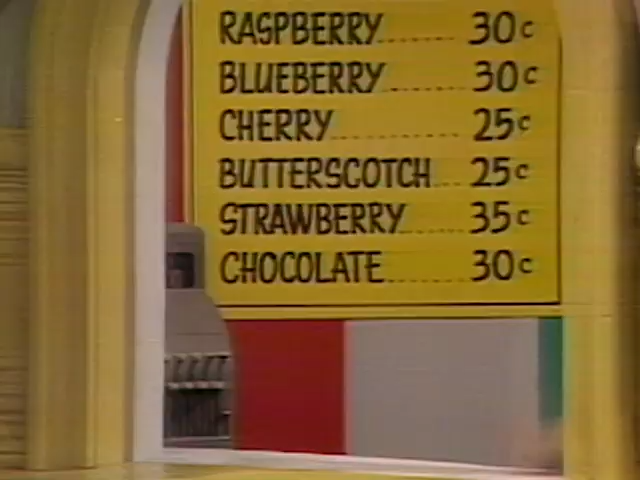 RASPBERRY....... 30¢
BLUEBERRY....... 30¢
CHERRY............ 25¢
BUTTERSCOTCH... 25¢
STRAWBERRY...... 35¢
CHOCOLATE....... 30¢